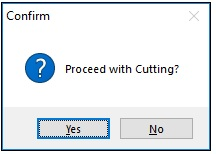 Confirm
Proceed with Cutting?
Yes
No